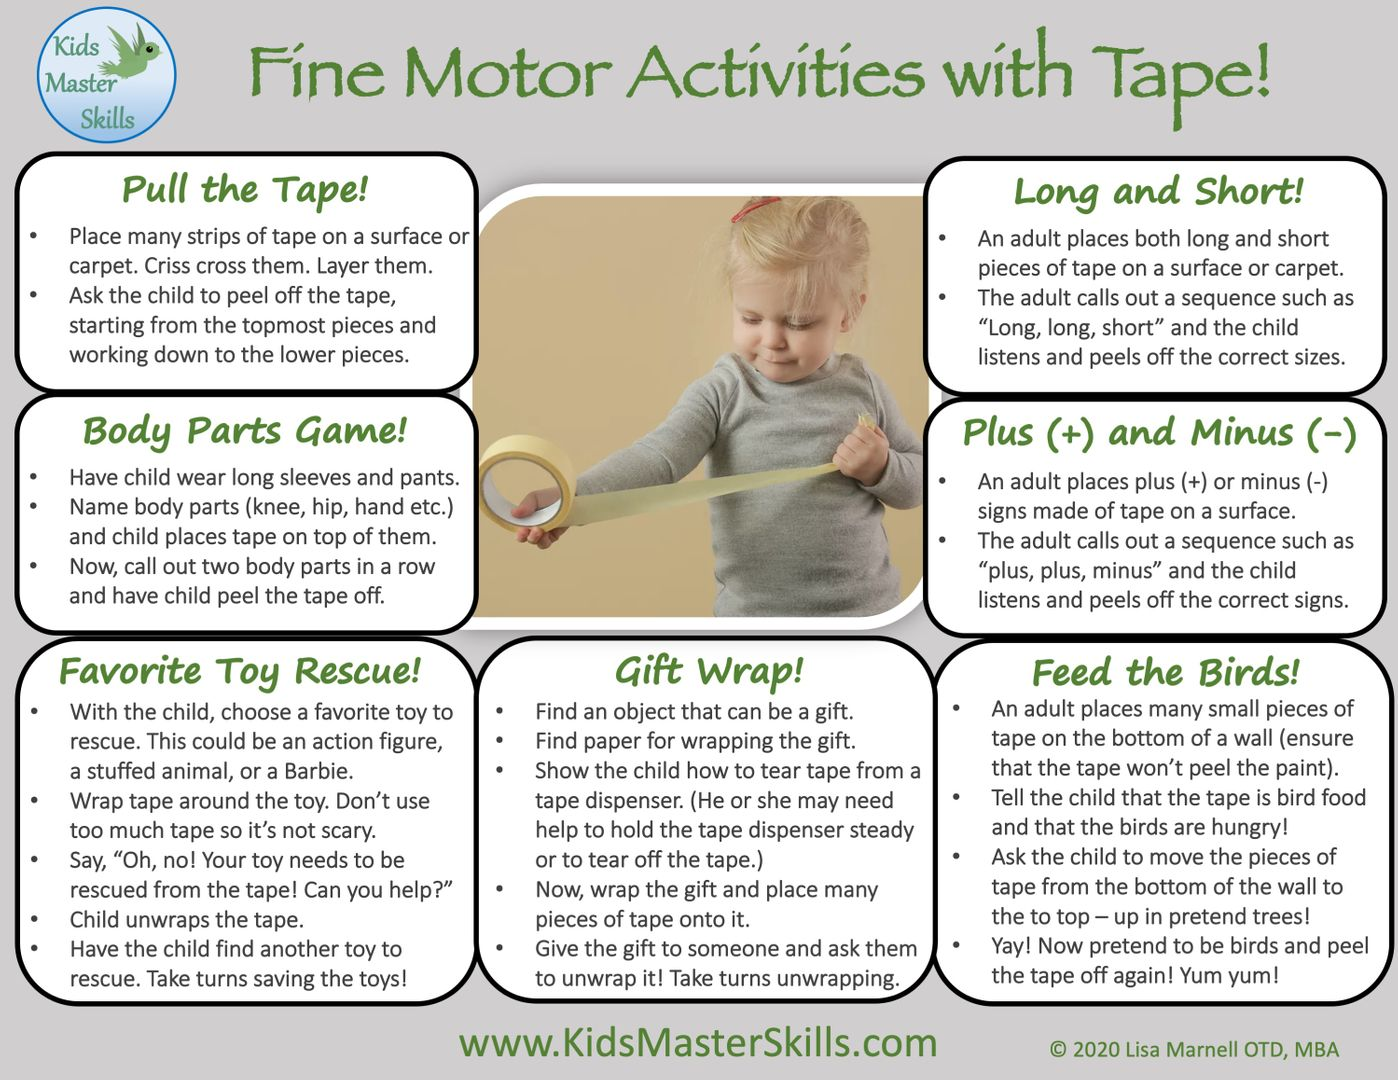 Kids
Master
Skills
Fine Motor Activities with Tape!
Pull the Tape!
• Place many strips of tape on a surface or
carpet. Criss cross them. Layer them.
• Ask the child to peel off the tape,
starting from the topmost pieces and
working down to the lower pieces.
Long and Short!
• An adult places both long and short
pieces of tape on a surface or carpet.
• The adult calls out a sequence such as
“Long, long, short” and the child
listens and peels off the correct sizes.
Body Parts Game!
• Have child wear long sleeves and pants.
• Name body parts (knee, hip, hand etc.)
and child places tape on top of them.
• Now, call out two body parts in a row
and have child peel the tape off.
Plus (+) and Minus (-)
• An adult places plus (+) or minus (-)
signs made of tape on a surface.
• The adult calls out a sequence such as
“plus, plus, minus” and the child
listens and peels off the correct signs.
Favorite Toy Rescue!
• With the child, choose a favorite toy to
rescue. This could be an action figure,
a stuffed animal, or a Barbie.
• Wrap tape around the toy. Don’t use
too much tape so it’s not scary.
• Say, “Oh, no! Your toy needs to be
rescued from the tape! Can you help?”
• Child unwraps the tape.
• Have the child find another toy to
rescue. Take turns saving the toys!
Gift Wrap!
• Find an object that can be a gift.
• Find paper for wrapping the gift.
• Show the child how to tear tape from a
tape dispenser. (He or she may need
help to hold the tape dispenser steady
or to tear off the tape.)
• Now, wrap the gift and place many
pieces of tape onto it.
• Give the gift to someone and ask them
to unwrap it! Take turns unwrapping.
Feed the Birds!
• An adult places many small pieces of
tape on the bottom of a wall (ensure
that the tape won’t peel the paint).
• Tell the child that the tape is bird food
and that the birds are hungry!
• Ask the child to move the pieces of
tape from the bottom of the wall to
the to top – up in pretend trees!
• Yay! Now pretend to be birds and peel
the tape off again! Yum yum!
www.KidsMasterSkills.com
© 2020 Lisa Marnell OTD, MBA